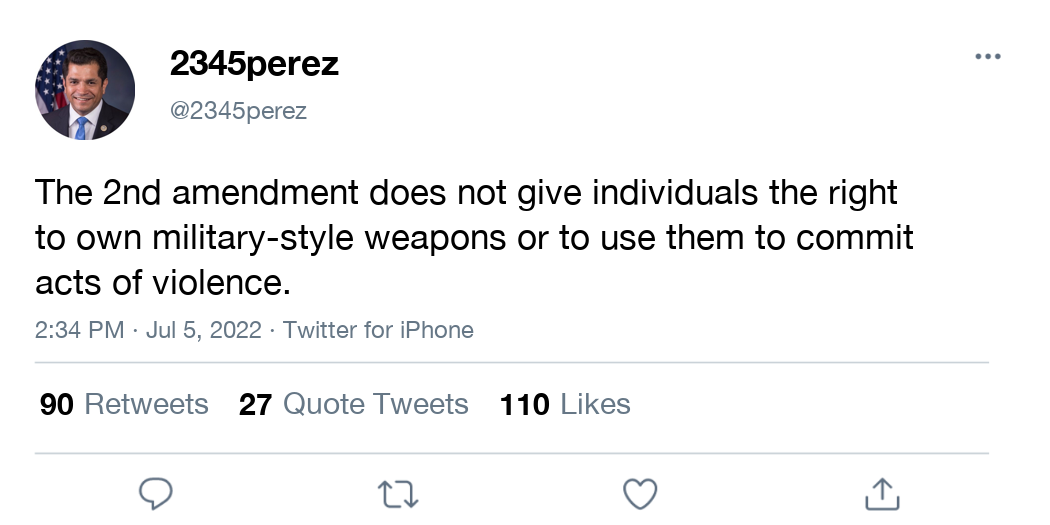 2345perez
@2345perez
The 2nd amendment does not give individuals the right
to own military-style weapons or to use them to commit
acts of violence.
2:34 PM · Jul 5, 2022 · Twitter for iPhone
90 Retweets 27 Quote Tweets 110 Likes